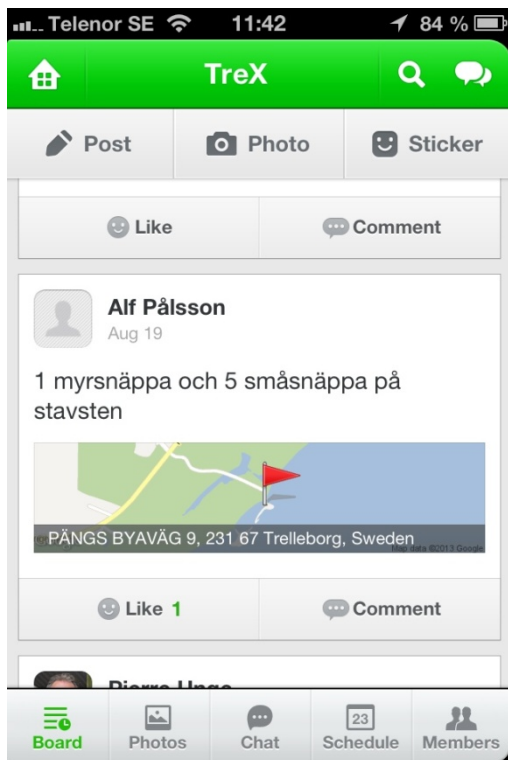 Telenor SE 11:42 84 %
TreX
Post Photo Sticker
Like Comment
Alf Pålsson
Aug 19
1 myrsnäppa och 5 småsnäppa på
stavsten
PÄNGS BYAVÄG 9, 231 67 Trelleborg, Sweden
Map data ©2013 Google
Like 1 Comment
Pierre Unge
23
Board Photos Chat Schedule Members